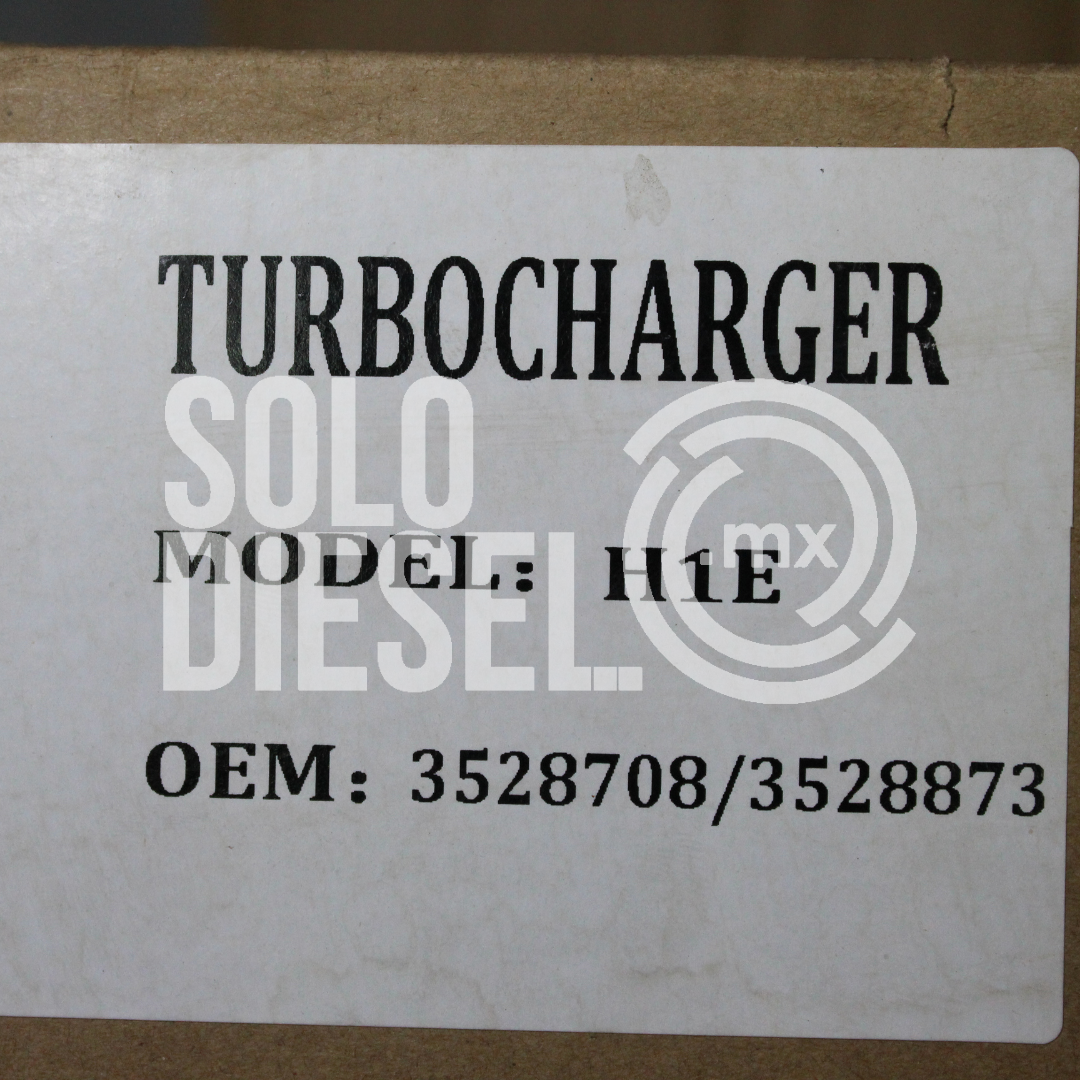 TURBOCHARGER
SOLO
MODEL: H1E
.mx
DIESEL...
OEM: 3528708/3528873